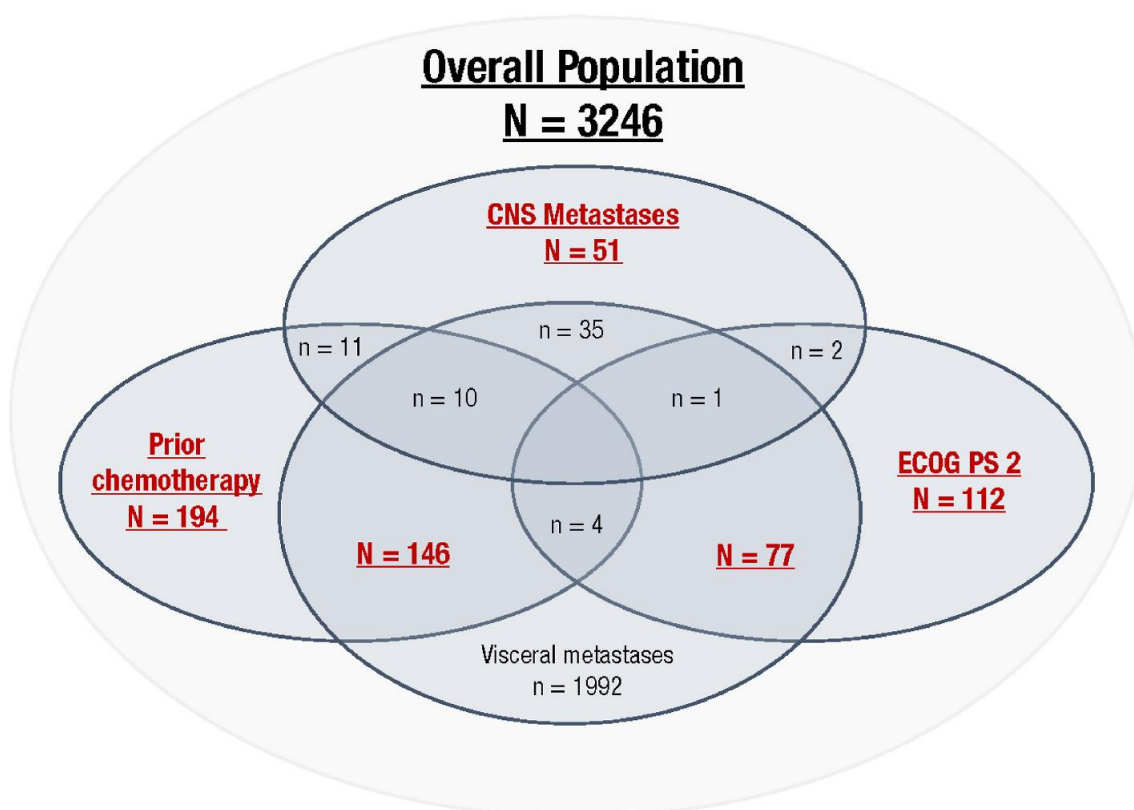 Overall Population
N = 3246
CNS Metastases
N = 51
n = 35
n = 11
n = 2
n = 10
n = 1
Prior
chemotherapy
N = 194
ECOG PS 2
N = 112
n = 4
N = 146
N = 77
Visceral metastases
n = 1992